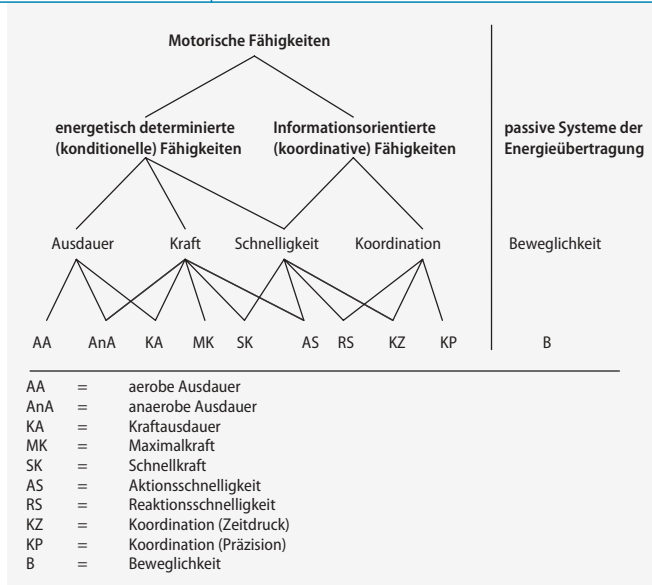 Motorische Fähigkeiten
energetisch determinierte Informationsorientierte passive Systeme der
(konditionelle) Fähigkeiten (koordinative) Fähigkeiten Energieübertragung
Ausdauer Kraft Schnelligkeit Koordination Beweglichkeit
AA AnA KA MK SK AS RS KZ KP B
AA = aerobe Ausdauer
AnA = anaerobe Ausdauer
KA = Kraftausdauer
MK = Maximalkraft
SK = Schnellkraft
AS = Aktionsschnelligkeit
RS = Reaktionsschnelligkeit
KZ = Koordination (Zeitdruck)
KP = Koordination (Präzision)
B = Beweglichkeit